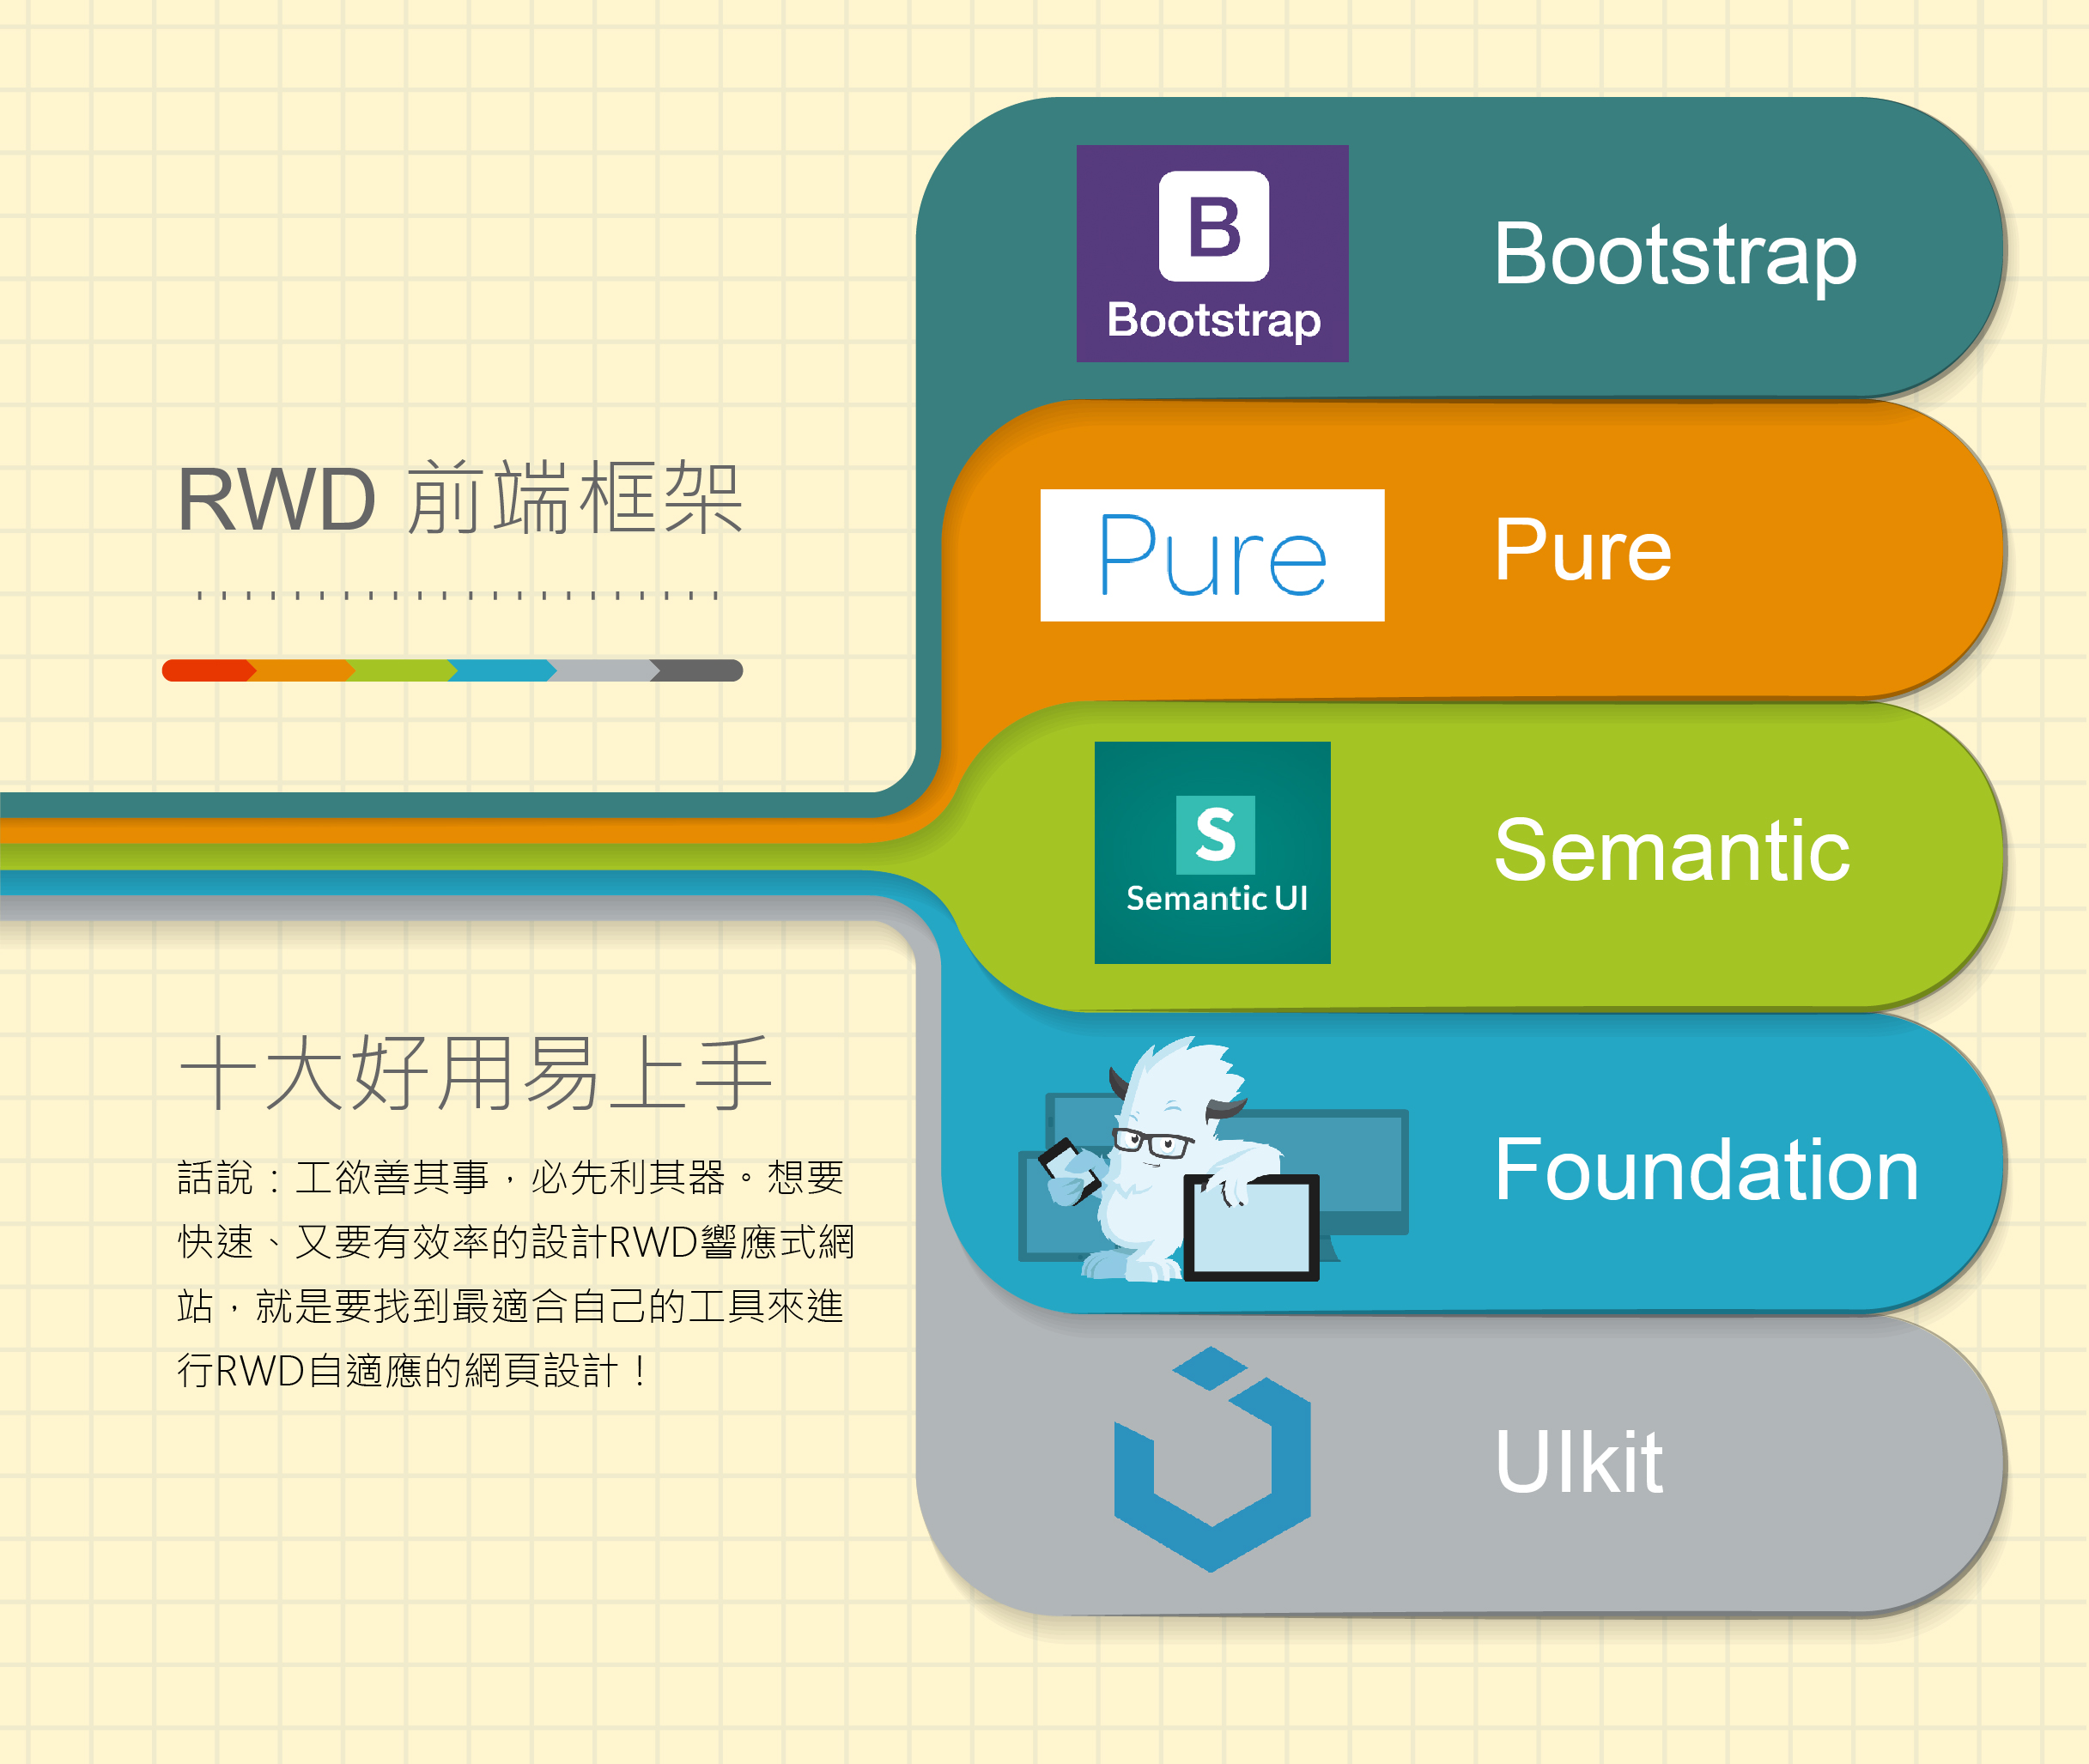 RWD 前端框架
十大好用易上手
話說：工欲善其事，必先利其器。想要
快速、又要有效率的設計RWD響應式網
站，就是要找到最適合自己的工具來進
行RWD自適應的網頁設計！
B
Bootstrap
Bootstrap
Pure
Pure
S
Semantic UI
Semantic
Foundation
UIkit